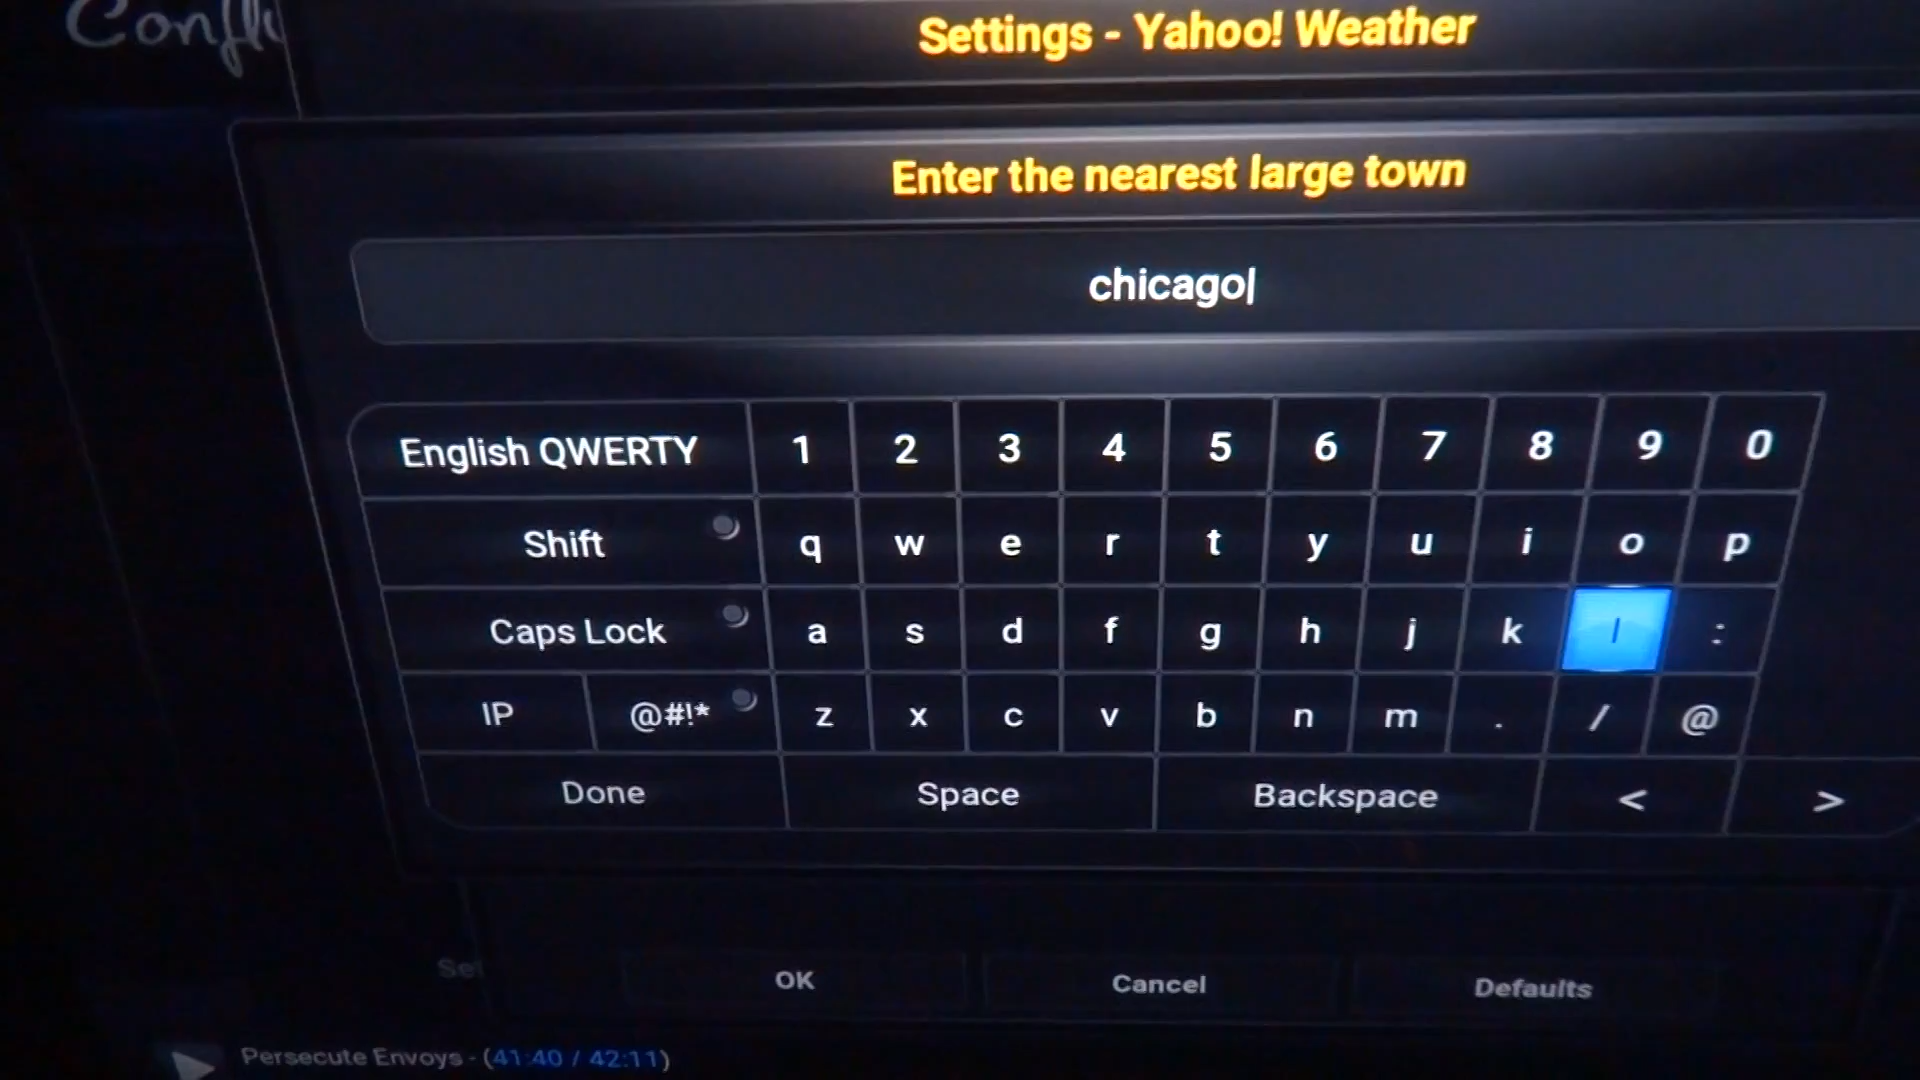 Settings - Yahoo! Weather
Enter the nearest large town
chicago
English QWERTY 1 2 3 4 5 6 7 8 9 0
Shift q w e r t y u i o p
Caps Lock a s d f g h j k l :
IP @#!* z x c v b n m . / @
Done Space Backspace < >
OK Cancel Defaults
Persecute Envoys - (41:40 / 42:11)